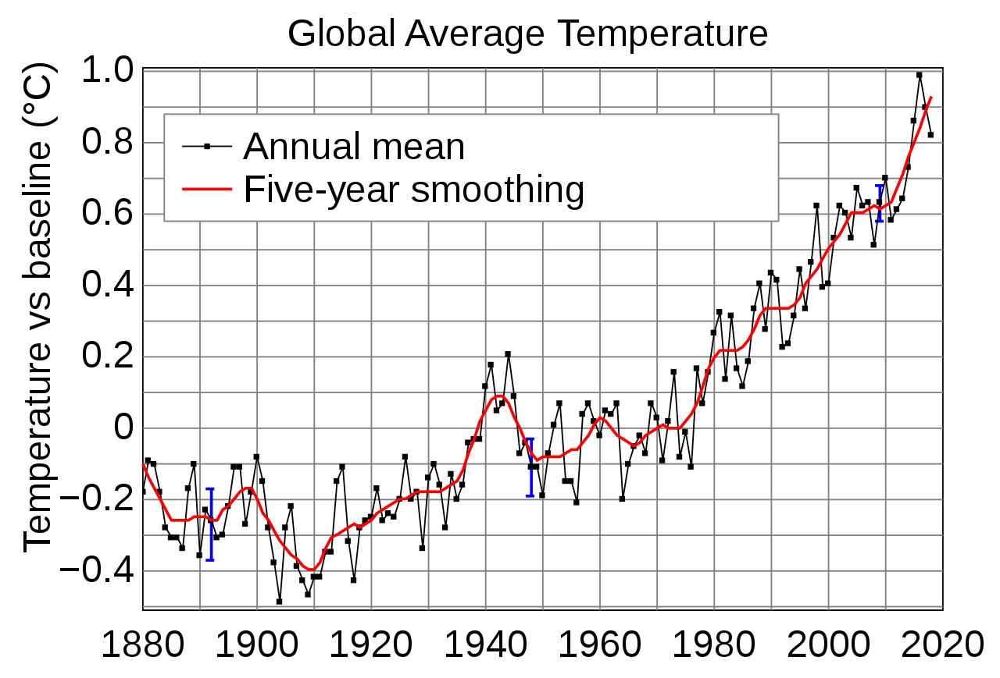 Global Average Temperature
Temperature vs baseline (°C)
1.0
0.8
0.6
0.4
0.2
0
−0.2
−0.4
Annual mean
Five-year smoothing
1880 1900 1920 1940 1960 1980 2000 2020